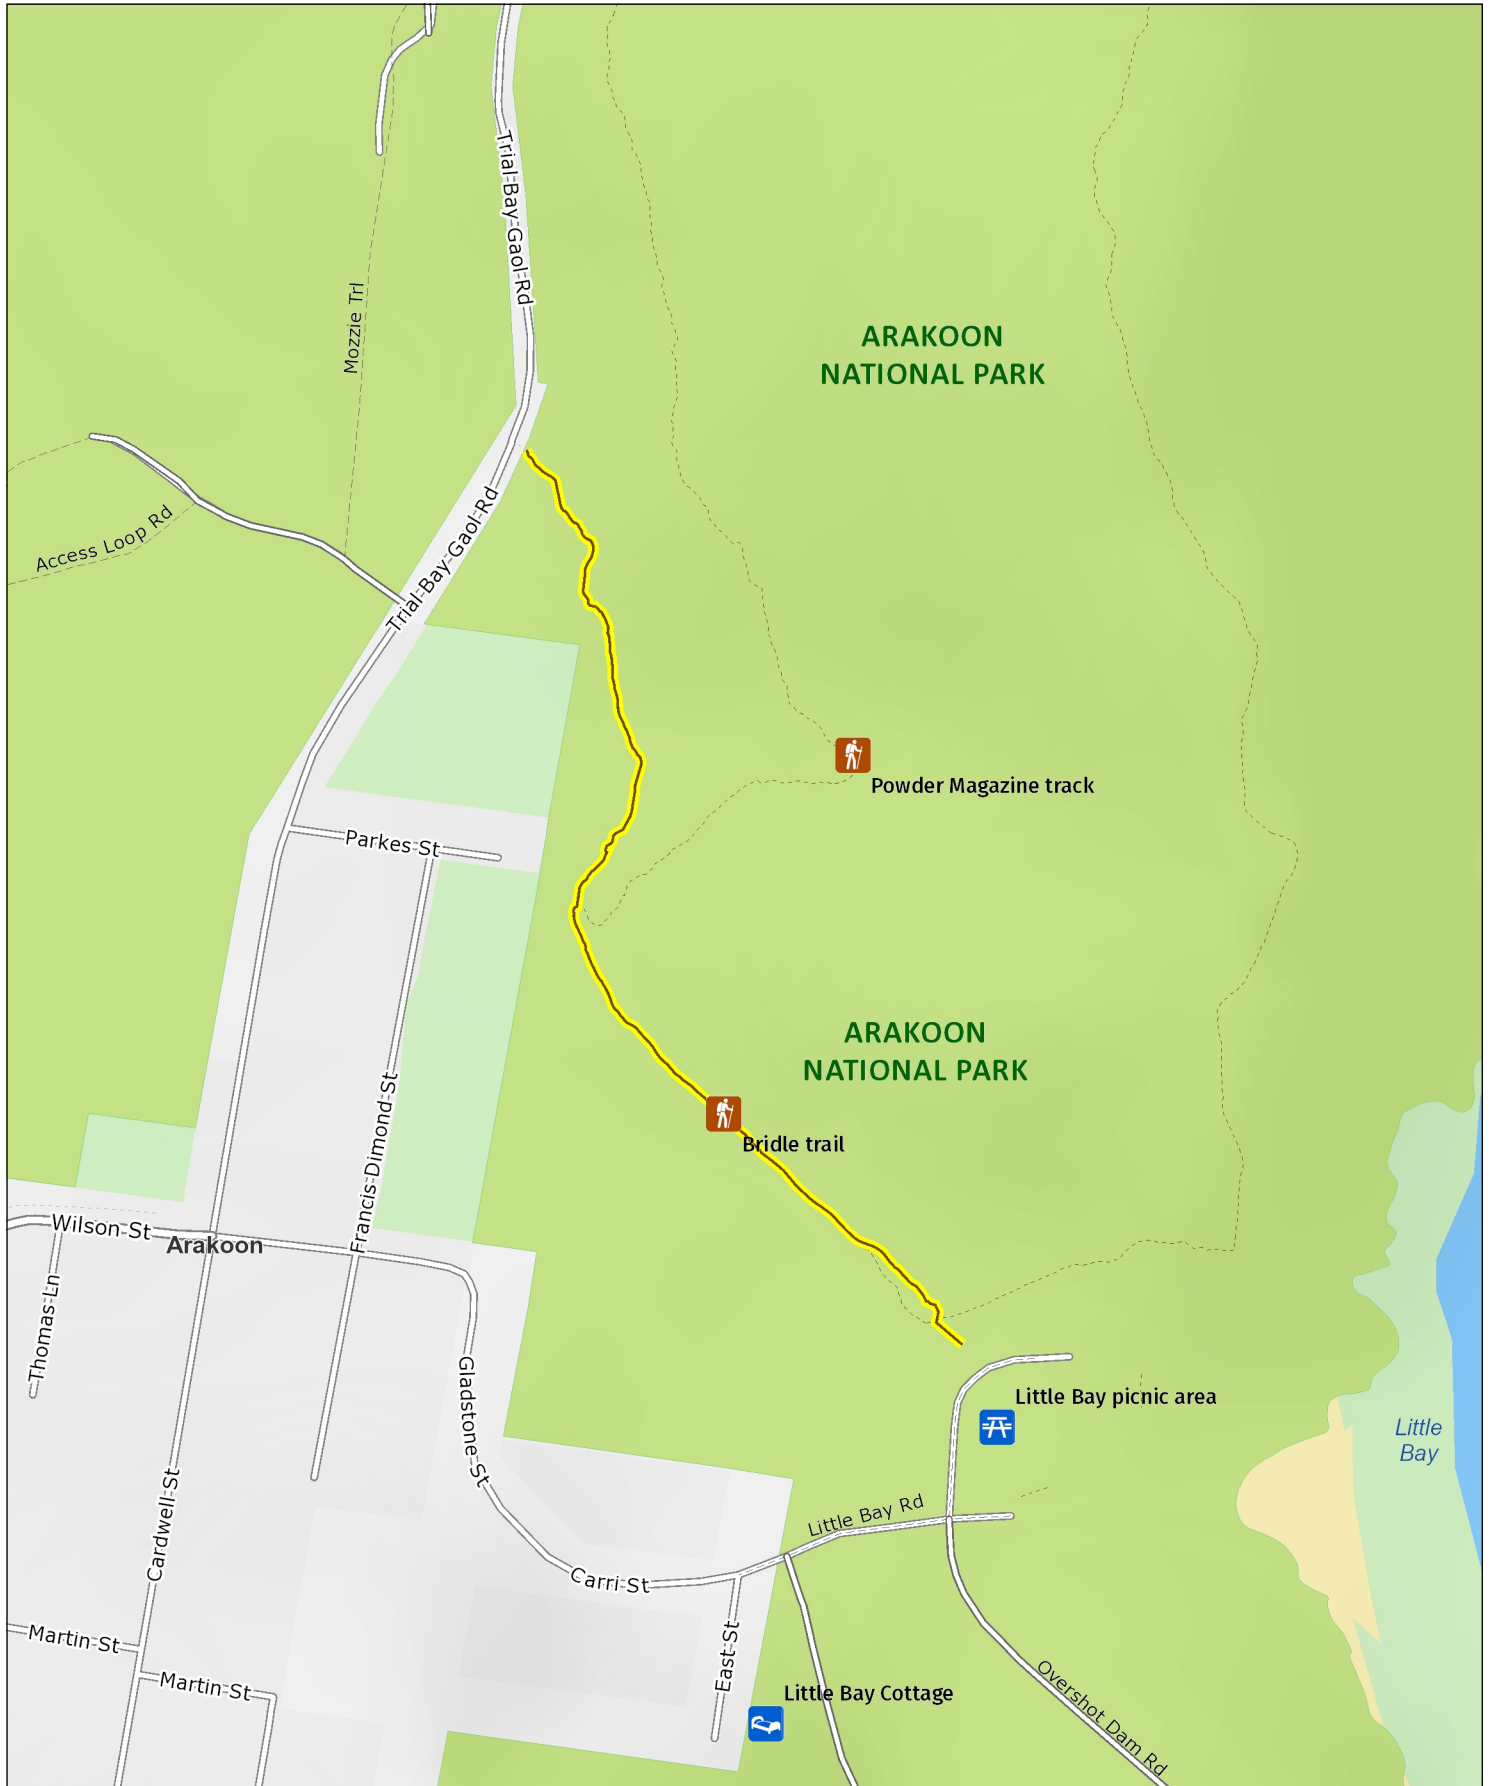 Trial-Bay-Gaol-Rd
Mozzie Trl
ARAKOON
NATIONAL PARK
Access Loop Rd
Trial-Bay-Gaol-Rd
Powder Magazine track
Parkes-St
ARAKOON
NATIONAL PARK
Bridle trail
Francis-Dimond-St
Wilson-St
Arakoon
Thomas-Ln
Gladstone-St
Little Bay picnic area
Little
Bay
Cardwell-St
Little Bay Rd
Carri-St
Martin-St
East-St
Martin-St
Little Bay Cottage
Overshot Dam Rd